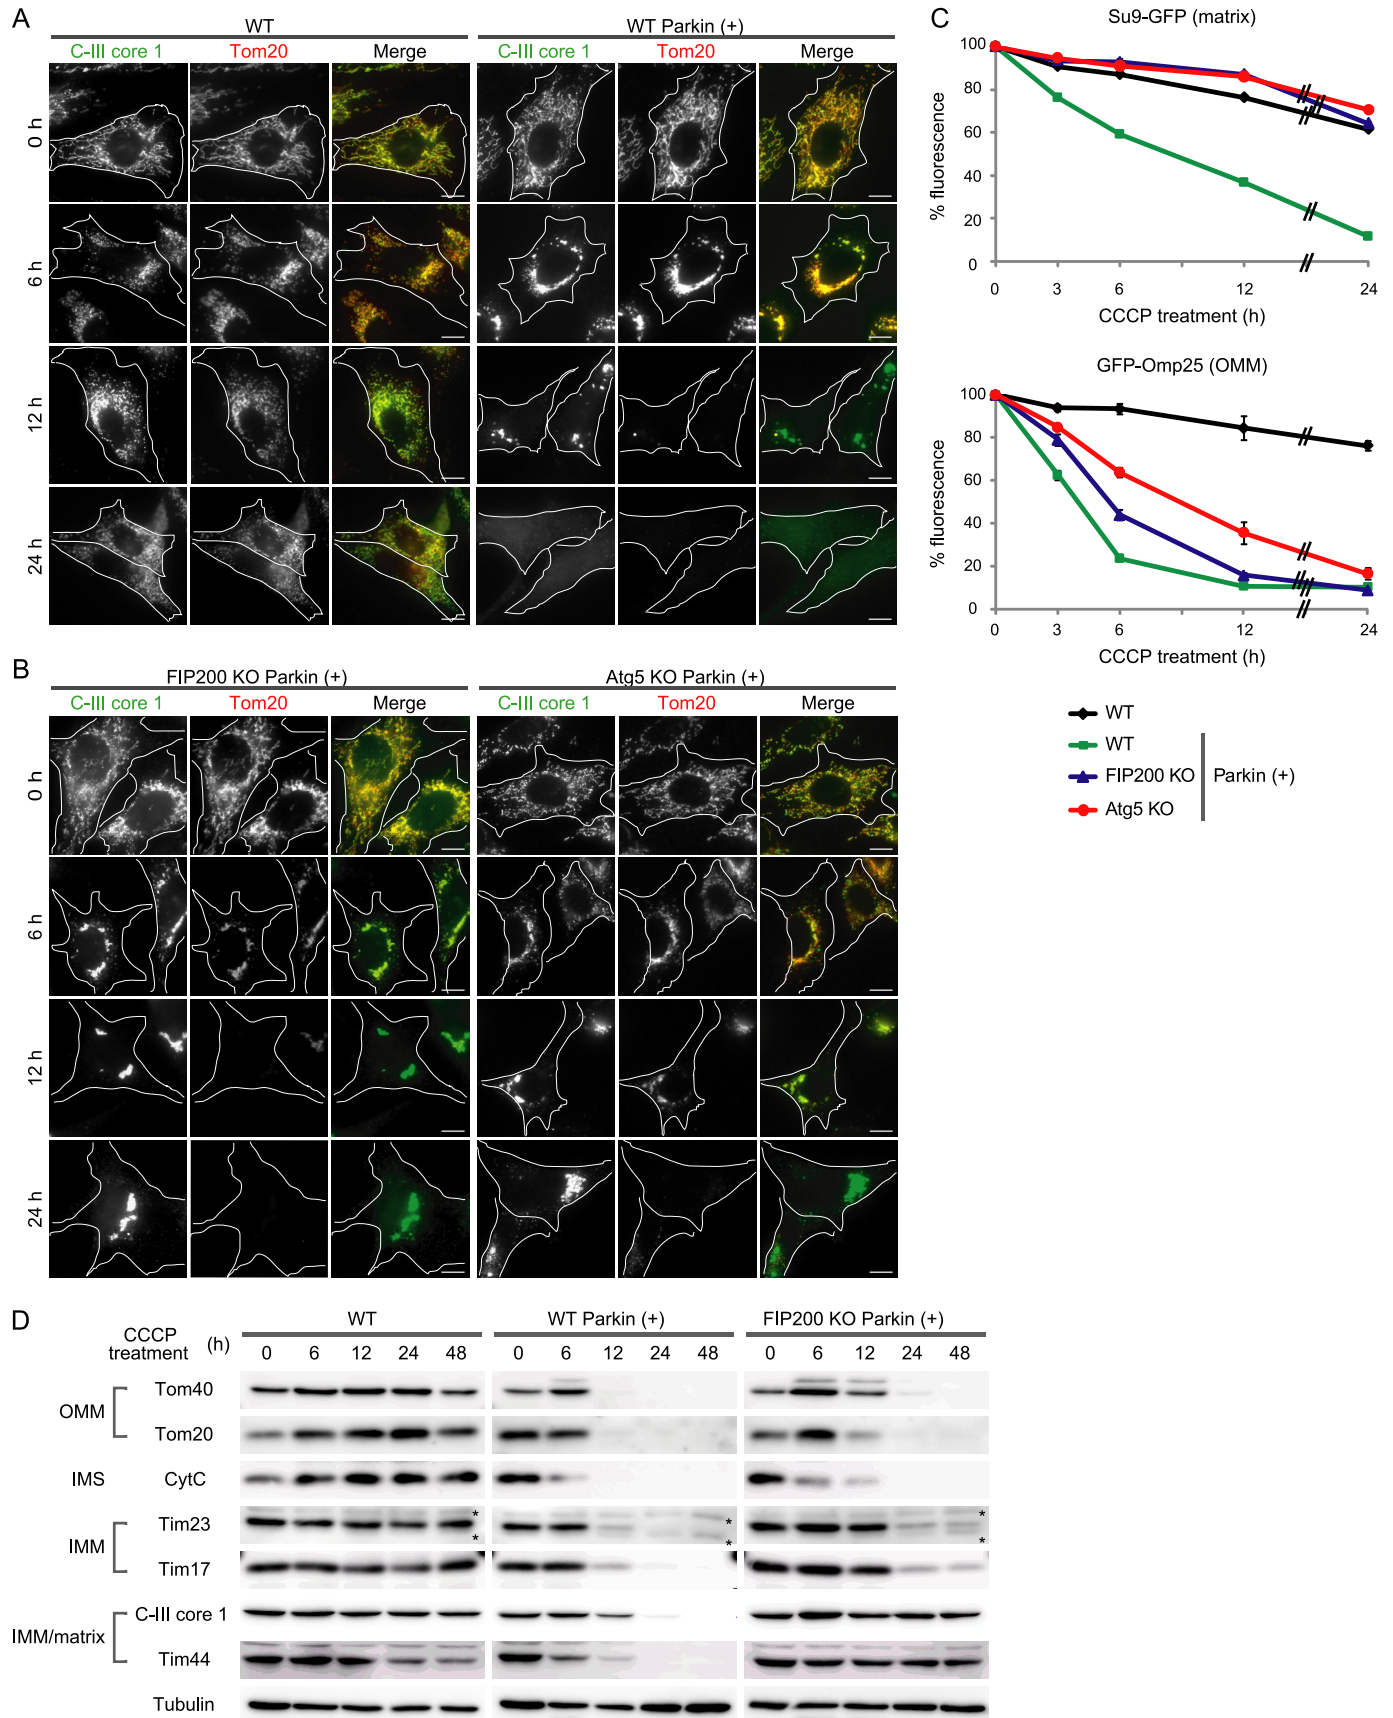 A
WT
WT Parkin (+)
C-III core 1 Tom20 Merge C-III core 1 Tom20 Merge
0 h
6 h
12 h
24 h
B
FIP200 KO Parkin (+)
Atg5 KO Parkin (+)
C-III core 1 Tom20 Merge C-III core 1 Tom20 Merge
0 h
6 h
12 h
24 h
C
Su9-GFP (matrix)
% fluorescence
100
80
60
40
20
0
0 3 6 12 24
CCCP treatment (h)
GFP-Omp25 (OMM)
% fluorescence
100
80
60
40
20
0
0 3 6 12 24
CCCP treatment (h)
WT
WT
FIP200 KO
Atg5 KO
Parkin (+)
D
WT WT Parkin (+) FIP200 KO Parkin (+)
CCCP treatment (h)
0 6 12 24 48 0 6 12 24 48 0 6 12 24 48
OMM
Tom40
Tom20
IMS
CytC
IMM
Tim23
* * *
* * *
Tim17
IMM/matrix
C-III core 1
Tim44
Tubulin